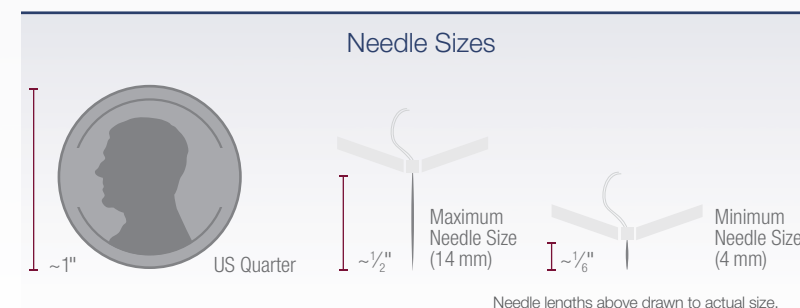 Needle Sizes
~1"
US Quarter
~1/2"
Maximum
Needle Size
(14 mm)
~1/6"
Minimum
Needle Size
(4 mm)
Needle lengths above drawn to actual size.